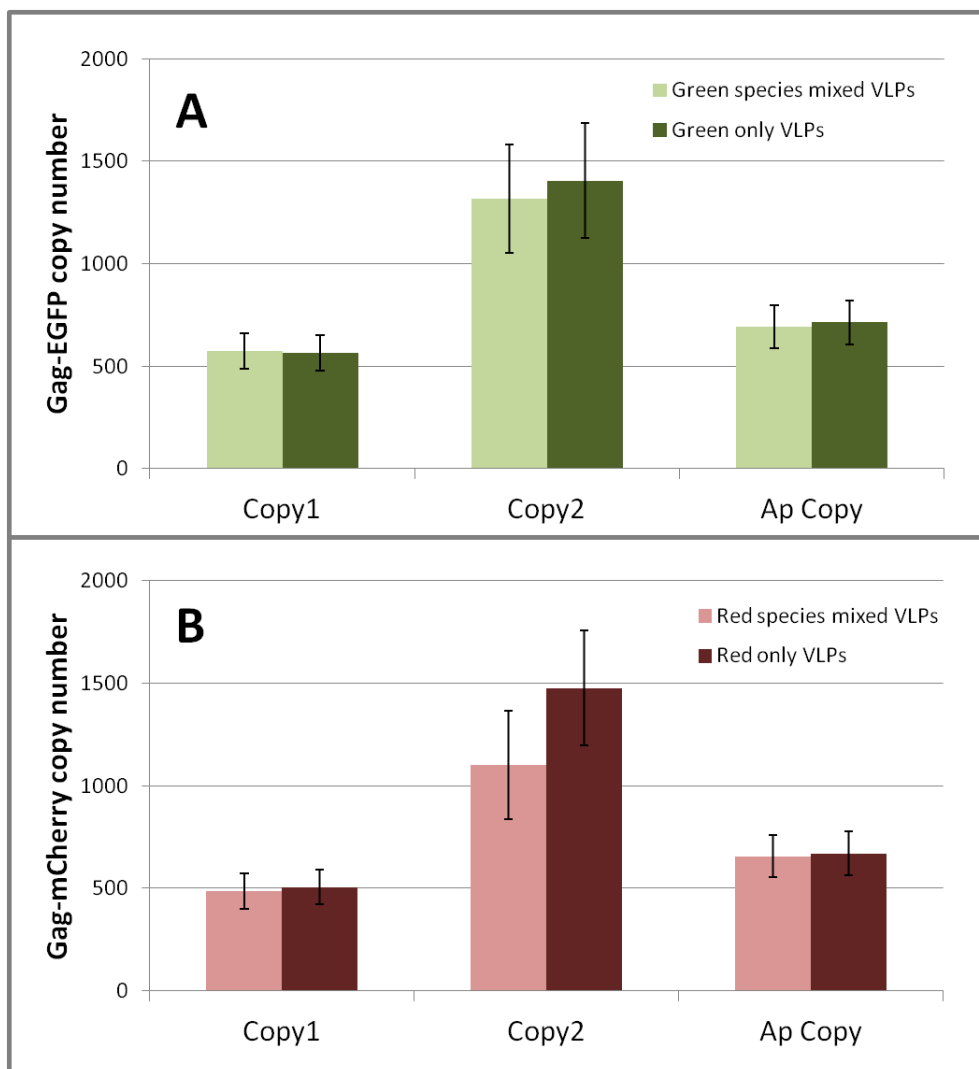 A
Gag-EGFP copy number
2000
1500
1000
500
0
Green species mixed VLPs
Green only VLPs
Copy1 Copy2 Ap Copy
B
Gag-mCherry copy number
2000
1500
1000
500
0
Red species mixed VLPs
Red only VLPs
Copy1 Copy2 Ap Copy